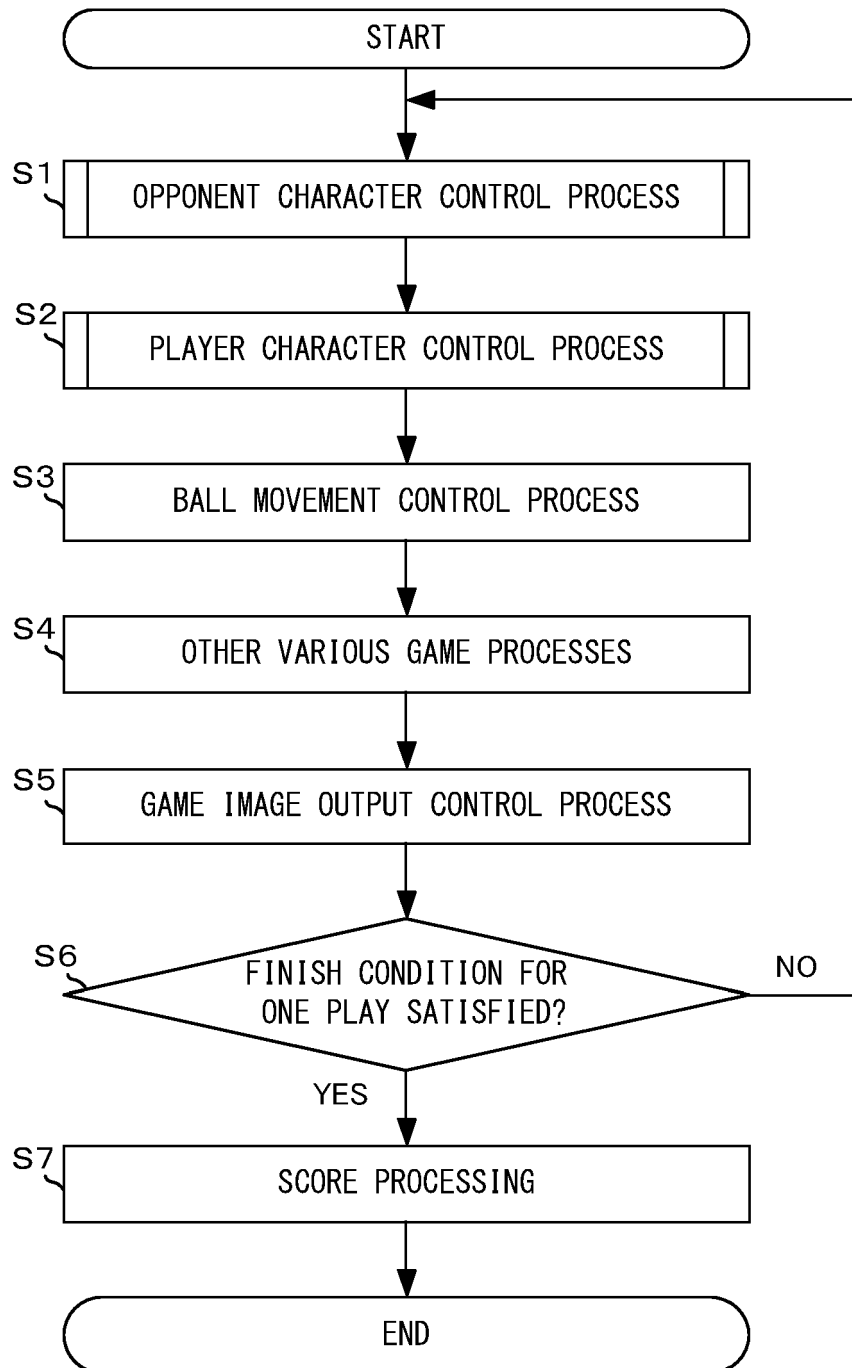 START
S1
OPPONENT CHARACTER CONTROL PROCESS
S2
PLAYER CHARACTER CONTROL PROCESS
S3
BALL MOVEMENT CONTROL PROCESS
S4
OTHER VARIOUS GAME PROCESSES
S5
GAME IMAGE OUTPUT CONTROL PROCESS
S6
FINISH CONDITION FOR
ONE PLAY SATISFIED?
NO
YES
S7
SCORE PROCESSING
END